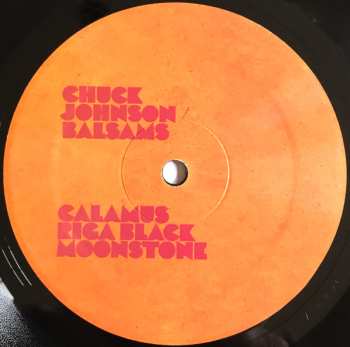 CHUCK
JOHNSON
BALSAMS
CALAMUS
RIGA BLACK
MOONSTONE